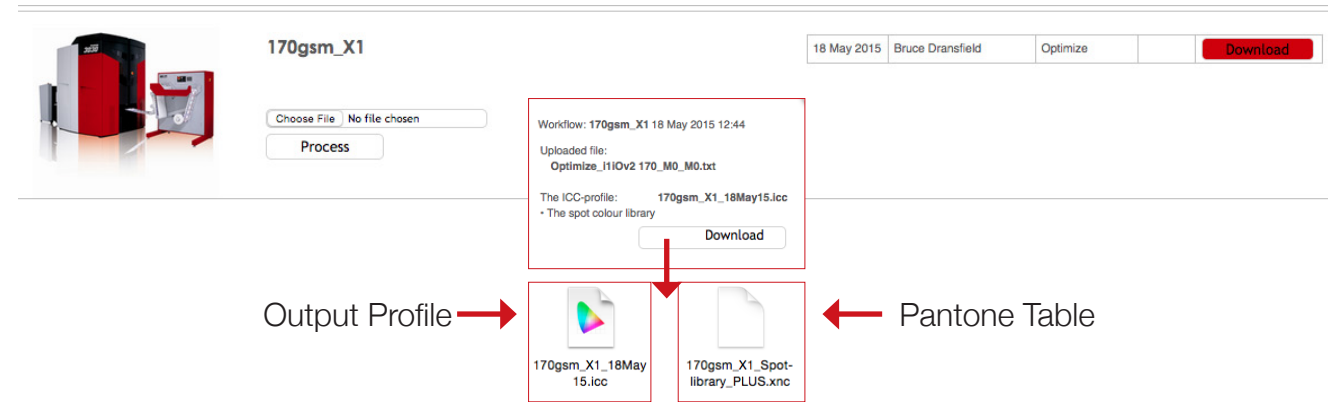 170gsm_X1
18 May 2015 Bruce Dransfield Optimize Download
Choose File No file chosen
Process
Workflow: 170gsm_X1 18 May 2015 12:44
Uploaded file:
Optimize_i1iOv2 170_M0_M0.txt
The ICC-profile: 170gsm_X1_18May15.icc
• The spot colour library
Download
Output Profile
Pantone Table
170gsm_X1_18May
15.icc
170gsm_X1_Spot-
library_PLUS.xnc